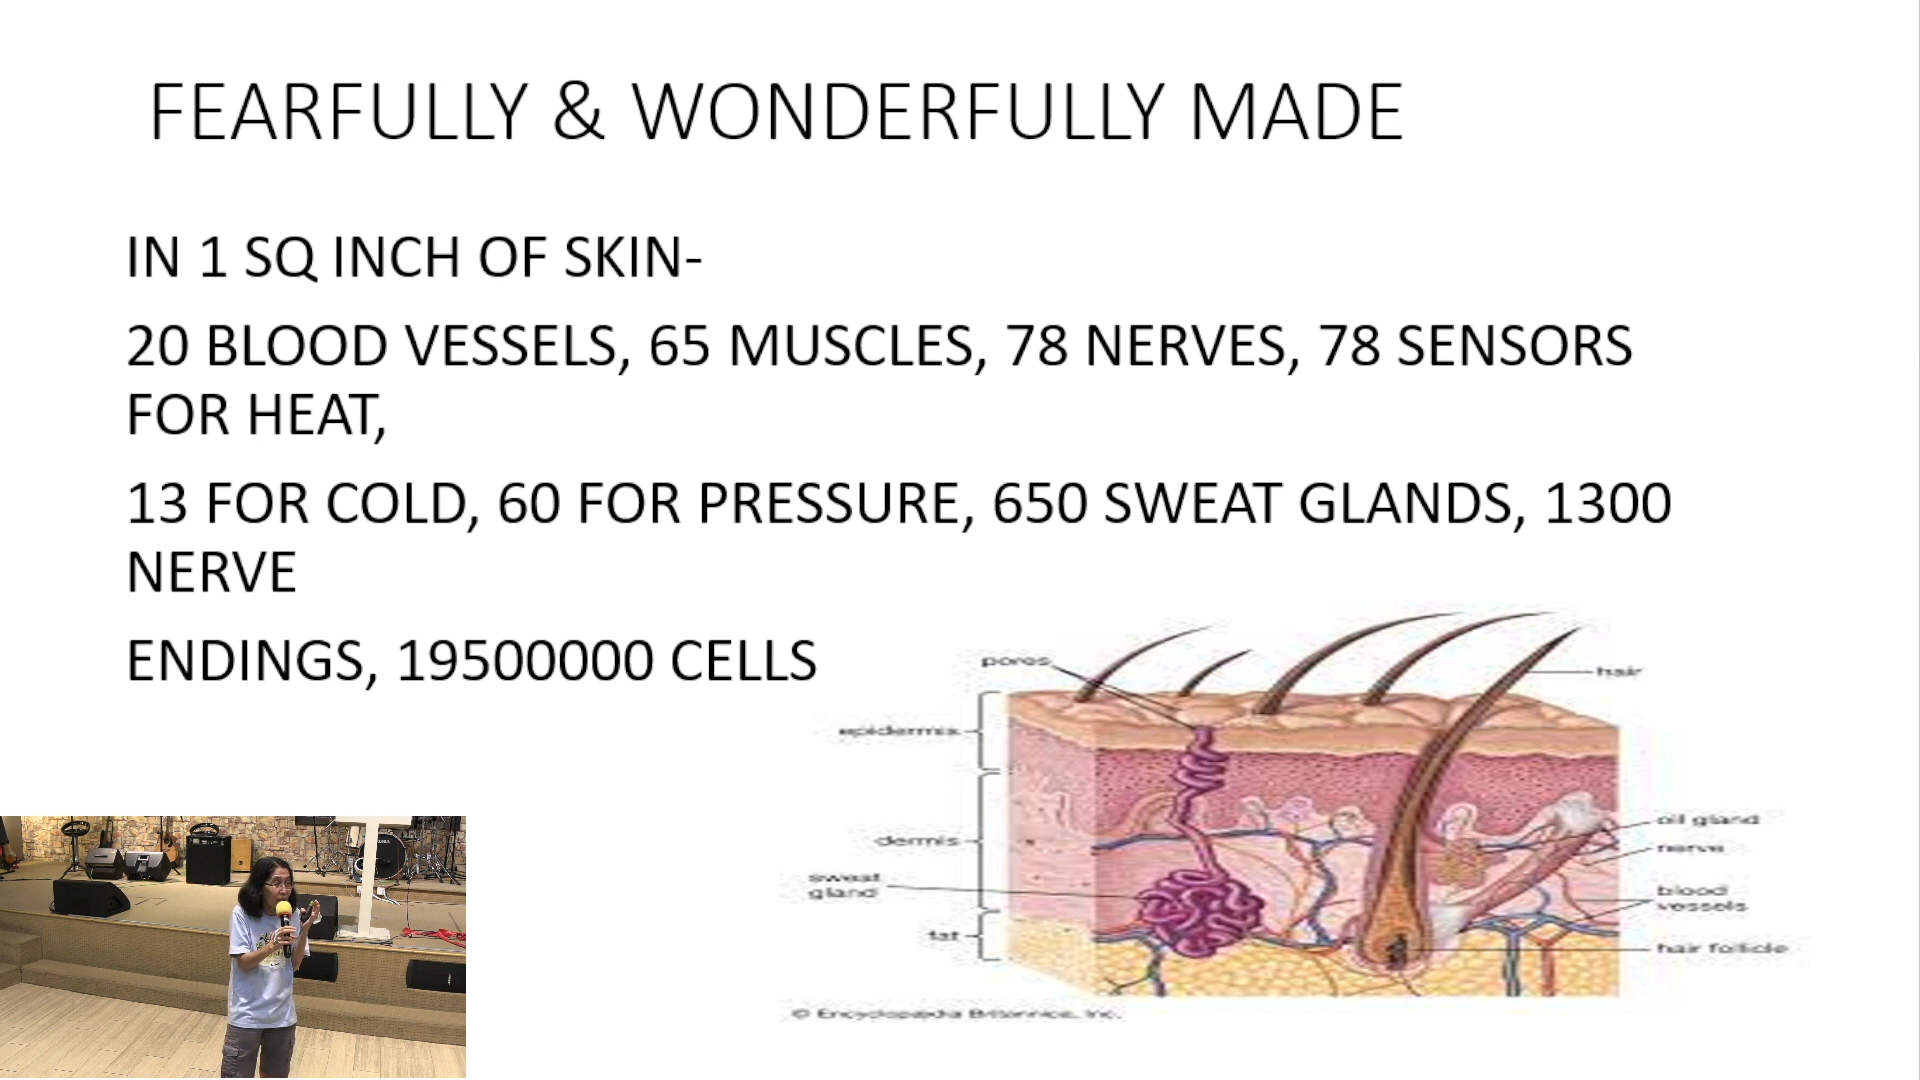 FEARFULLY & WONDERFULLY MADE
IN 1 SQ INCH OF SKIN-
20 BLOOD VESSELS, 65 MUSCLES, 78 NERVES, 78 SENSORS
FOR HEAT,
13 FOR COLD, 60 FOR PRESSURE, 650 SWEAT GLANDS, 1300
NERVE
ENDINGS, 19500000 CELLS
pores
hair
epidermis
oil gland
dermis
nerve
sweat
gland
blood
vessels
fat
hair follicle
© Encyclopædia Britannica, Inc.